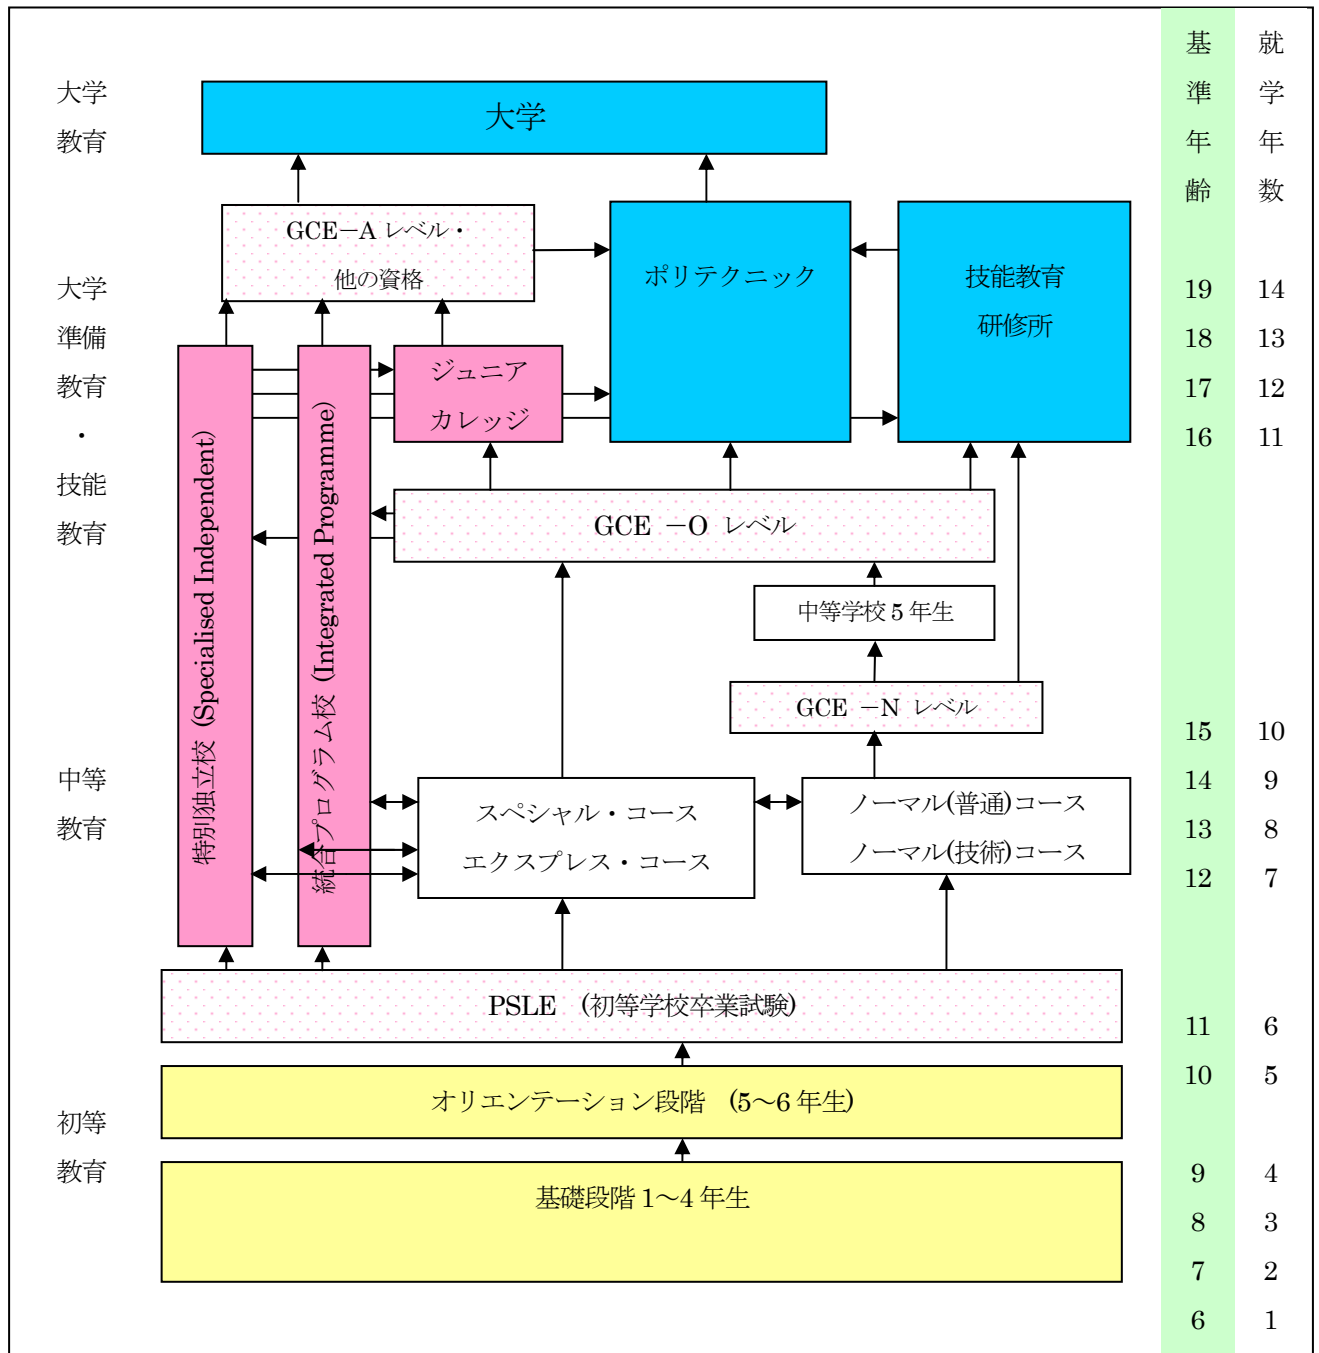 大学
教育
大学
GCE－A レベル・
他の資格
ポリテクニック
技能教育
研修所
大学
準備
教育
・
技能
教育
ジュニア
カレッジ
特別独立校 (Specialised Independent)
統合プログラム校 (Integrated Programme)
GCE －O レベル
中等学校 5 年生
GCE －N レベル
中等
教育
スペシャル・コース
エクスプレス・コース
ノーマル(普通)コース
ノーマル(技術)コース
PSLE (初等学校卒業試験)
初等
教育
オリエンテーション段階 (5～6 年生)
基礎段階 1～4 年生
基準年齢
就学年数
19 14
18 13
17 12
16 11
15 10
14 9
13 8
12 7
11 6
10 5
9 4
8 3
7 2
6 1